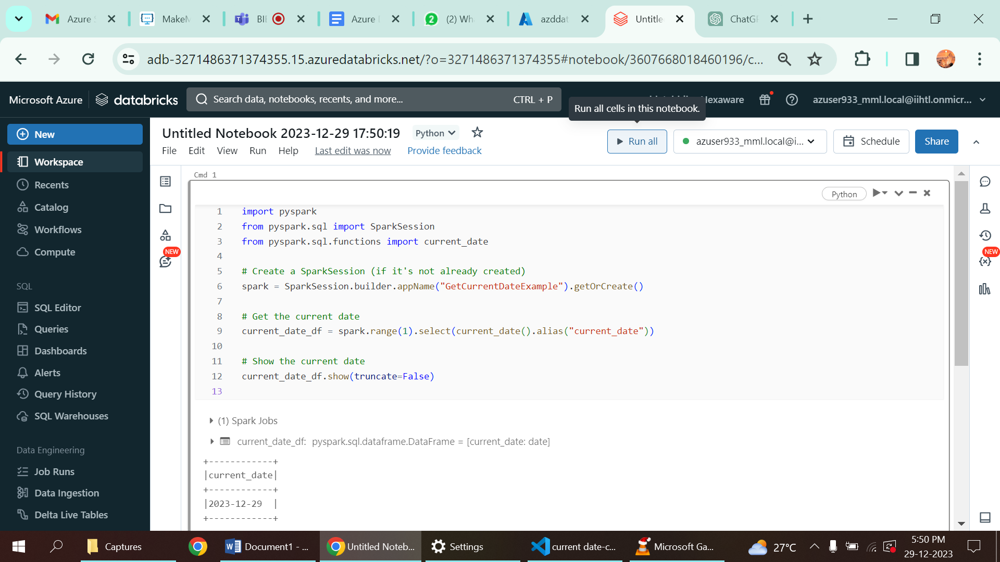 Azure
MakeM
BIE
Azure
(2) Wh
azddat
Untitle
ChatGP
adb-3271486371374355.15.azuredatabricks.net/?o=3271486371374355#notebook/3607668018460196/c...
Microsoft Azure
databricks
Search data, notebooks, recents, and more...
CTRL + P
Hexaware
azuser933_mml.local@iihtl.onmicr...
Run all cells in this notebook.
New
Untitled Notebook 2023-12-29 17:50:19
Python
File Edit View Run Help Last edit was now Provide feedback
Run all
azuser933_mml.local@i...
Schedule
Share
Workspace
Recents
Catalog
Workflows
Compute
SQL
SQL Editor
Queries
Dashboards
Alerts
Query History
SQL Warehouses
Data Engineering
Job Runs
Data Ingestion
Delta Live Tables
NEW
NEW
Cmd 1
Python
1 import pyspark
2 from pyspark.sql import SparkSession
3 from pyspark.sql.functions import current_date
4
5 # Create a SparkSession (if it's not already created)
6 spark = SparkSession.builder.appName("GetCurrentDateExample").getOrCreate()
7
8 # Get the current date
9 current_date_df = spark.range(1).select(current_date().alias("current_date"))
10
11 # Show the current date
12 current_date_df.show(truncate=False)
13
(1) Spark Jobs
current_date_df: pyspark.sql.dataframe.DataFrame = [current_date: date]
+------------+
|current_date|
+------------+
|2023-12-29  |
+------------+
Captures
Document1 - ...
Untitled Noteb...
Settings
current date-c...
Microsoft Ga...
27°C
5:50 PM
29-12-2023